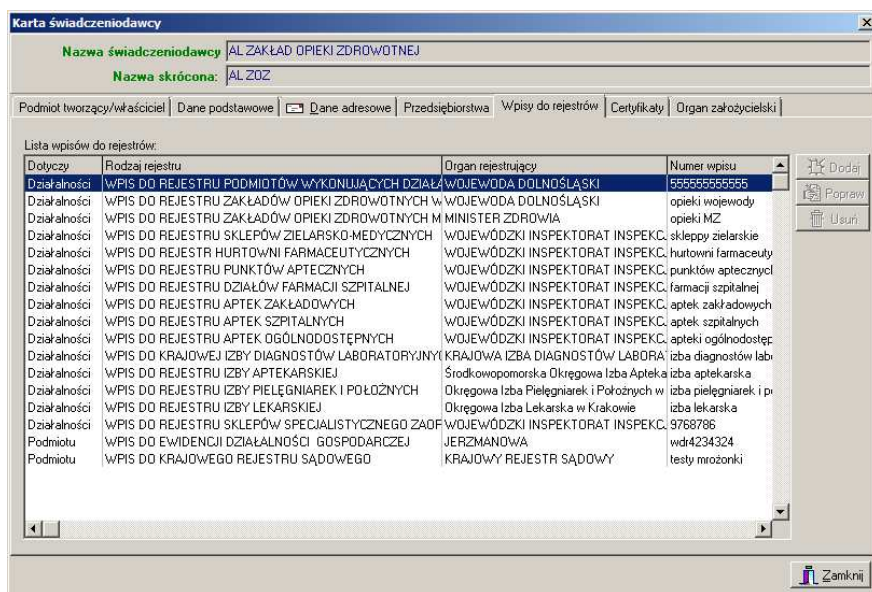 Karta świadczeniodawcy
Nazwa świadczeniodawcy AL ZAKŁAD OPIEKI ZDROWOTNEJ
Nazwa skrócona: AL ZOZ
Podmiot tworzący/właściciel Dane podstawowe Dane adresowe Przedsiębiorstwa Wpisy do rejestrów Certyfikaty Organ założycielski
Lista wpisów do rejestrów:
Dotyczy Rodzaj rejestru Organ rejestrujący Numer wpisu
Działalności WPIS DO REJESTRU PODMIOTÓW WYKONUJĄCYCH DZIAŁA WOJEWODA DOLNOŚLĄSKI 555555555555
Działalności WPIS DO REJESTRU ZAKŁADÓW OPIEKI ZDROWOTNYCH W WOJEWODA DOLNOŚLĄSKI opieki wojewody
Działalności WPIS DO REJESTRU ZAKŁADÓW OPIEKI ZDROWOTNYCH M MINISTER ZDROWIA opieki MZ
Działalności WPIS DO REJESTRU SKLEPÓW ZIELARSKO-MEDYCZNYCH WOJEWÓDZKI INSPEKTORAT INSPEKC. skleppy zielarskie
Działalności WPIS DO REJESTR HURTOWNI FARMACEUTYCZNYCH WOJEWÓDZKI INSPEKTORAT INSPEKC. hurtowni farmaceuty
Działalności WPIS DO REJESTRU PUNKTÓW APTECZNYCH WOJEWÓDZKI INSPEKTORAT INSPEKC. punktów aptecznycl
Działalności WPIS DO REJESTRU DZIAŁÓW FARMACJI SZPITALNEJ WOJEWÓDZKI INSPEKTORAT INSPEKC. farmacji szpitalnej
Działalności WPIS DO REJESTRU APTEK ZAKŁADOWYCH WOJEWÓDZKI INSPEKTORAT INSPEKC. aptek zakładowych
Działalności WPIS DO REJESTRU APTEK SZPITALNYCH WOJEWÓDZKI INSPEKTORAT INSPEKC. aptek szpitalnych
Działalności WPIS DO REJESTRU APTEK OGÓLNODOSTĘPNYCH WOJEWÓDZKI INSPEKTORAT INSPEKC. apteki ogólnodostęp
Działalności WPIS DO KRAJOWEJ IZBY DIAGNOSTÓW LABORATORYJNY( KRAJOWA IZBA DIAGNOSTÓW LABORA izba diagnostów lab
Działalności WPIS DO REJESTRU IZBY APTEKARSKIEJ Środkowopomorska Okręgowa Izba Apteka izba aptekarska
Działalności WPIS DO REJESTRU IZBY PIELĘGNIAREK I POŁOŻNYCH Okręgowa Izba Pielęgniarek i Położnych w izba pielęgniarek i p
Działalności WPIS DO REJESTRU IZBY LEKARSKIEJ Okręgowa Izba Lekarska w Krakowie izba lekarska
Działalności WPIS DO REJESTRU SKLEPÓW SPECJALISTYCZNEGO ZAOF WOJEWÓDZKI INSPEKTORAT INSPEKC. 9768786
Podmiotu WPIS DO EWIDENCJI DZIAŁALNOŚCI GOSPODARCZEJ JERZMANOWA wdr4234324
Podmiotu WPIS DO KRAJOWEGO REJESTRU SĄDOWEGO KRAJOWY REJESTR SĄDOWY testy mrożonki
Dodaj
Popraw
Usuń
Zamknij